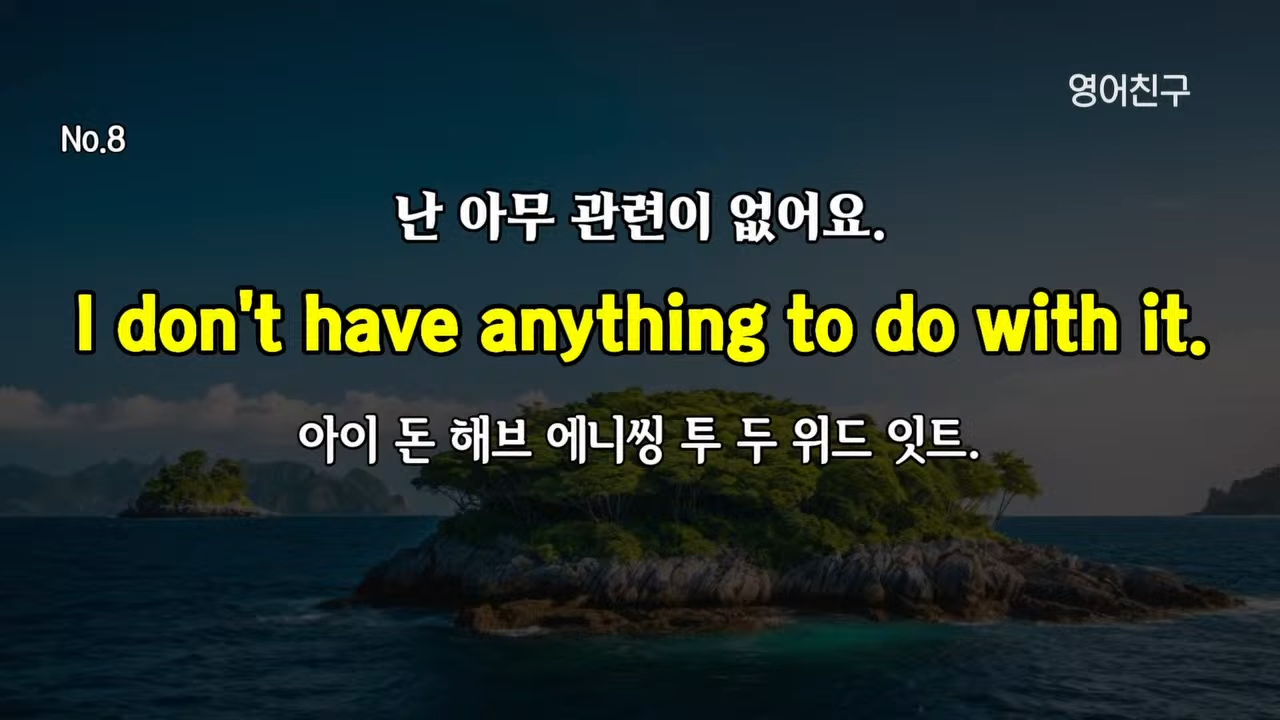 영어친구
No.8
난 아무 관련이 없어요.
I don't have anything to do with it.
아이 돈 해브 에니씽 투 두 위드 잇트.